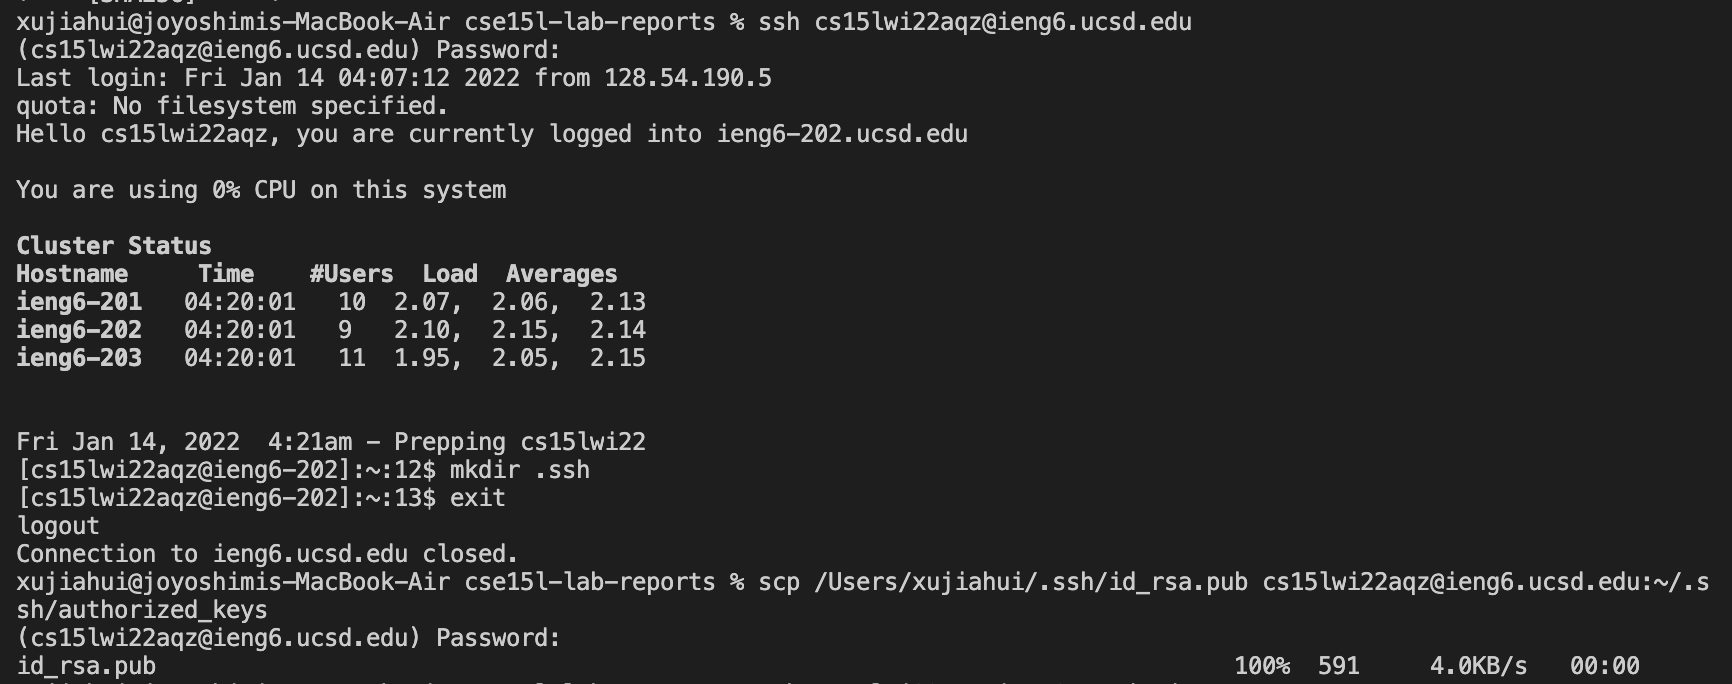 xujiahui@joyoshimis-MacBook-Air cse15l-lab-reports % ssh cs15lwi22aqz@ieng6.ucsd.edu
(cs15lwi22aqz@ieng6.ucsd.edu) Password:
Last login: Fri Jan 14 04:07:12 2022 from 128.54.190.5
quota: No filesystem specified.
Hello cs15lwi22aqz, you are currently logged into ieng6-202.ucsd.edu
You are using 0% CPU on this system
Cluster Status
Hostname     Time    #Users  Load  Averages
ieng6-201   04:20:01   10  2.07,  2.06,  2.13
ieng6-202   04:20:01   9   2.10,  2.15,  2.14
ieng6-203   04:20:01   11  1.95,  2.05,  2.15
Fri Jan 14, 2022  4:21am - Prepping cs15lwi22
[cs15lwi22aqz@ieng6-202]:~:12$ mkdir .ssh
[cs15lwi22aqz@ieng6-202]:~:13$ exit
logout
Connection to ieng6.ucsd.edu closed.
xujiahui@joyoshimis-MacBook-Air cse15l-lab-reports % scp /Users/xujiahui/.ssh/id_rsa.pub cs15lwi22aqz@ieng6.ucsd.edu:~/.s
sh/authorized_keys
(cs15lwi22aqz@ieng6.ucsd.edu) Password:
id_rsa.pub                                                                             100%  591     4.0KB/s   00:00